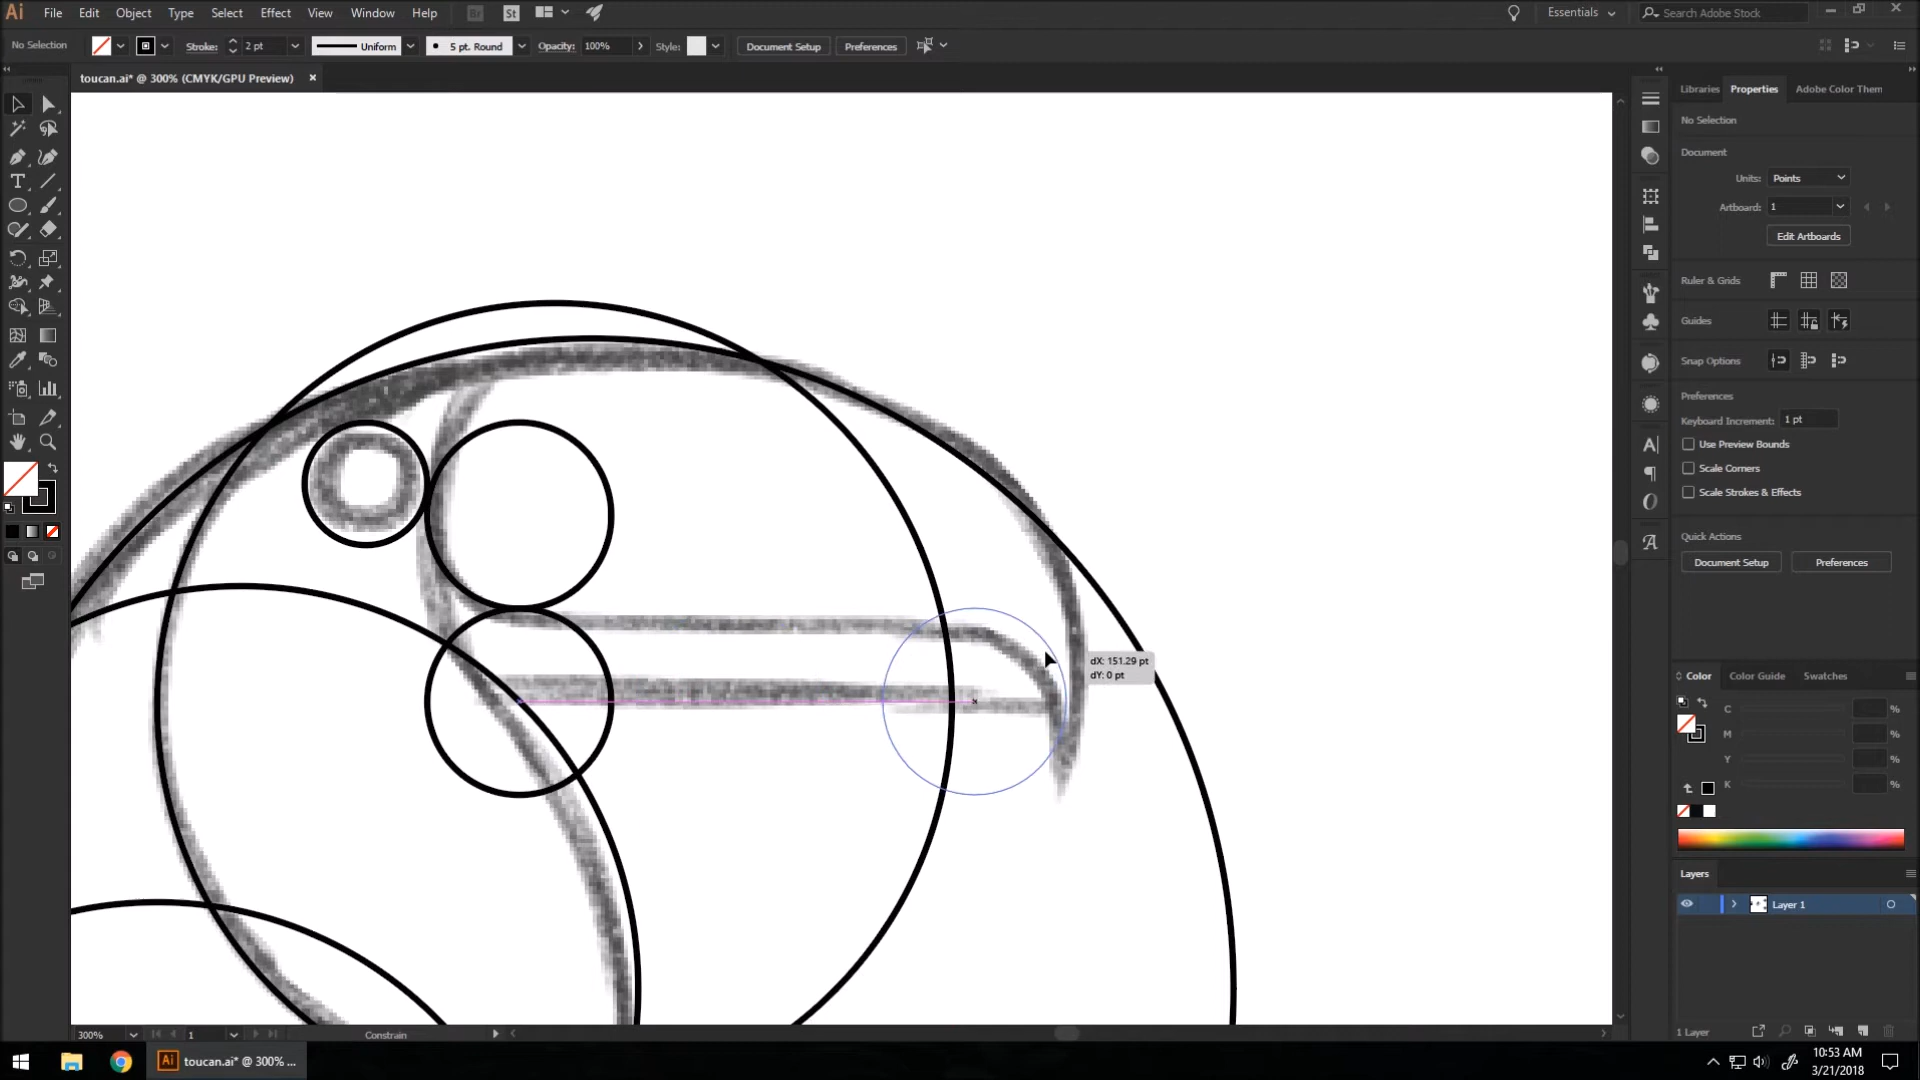 Ai File Edit Object Type Select Effect View Window Help Br St Essentials Search Adobe Stock
No Selection Stroke: 2 pt Uniform 5 pt. Round Opacity: 100% Style: Document Setup Preferences
toucan.ai* @ 300% (CMYK/GPU Preview) ×
Libraries Properties Adobe Color Them
No Selection
Document
Units: Points
Artboard: 1
Edit Artboards
Ruler & Grids
Guides
Snap Options
Preferences
Keyboard Increment: 1 pt
Use Preview Bounds
Scale Corners
Scale Strokes & Effects
Quick Actions
Document Setup Preferences
dX: 151.29 pt
dY: 0 pt
Color Color Guide Swatches
C %
M %
Y %
K %
Layers
Layer 1
1 Layer
300% 1 Constrain
Ai toucan.ai* @ 300% ...
10:53 AM
3/21/2018